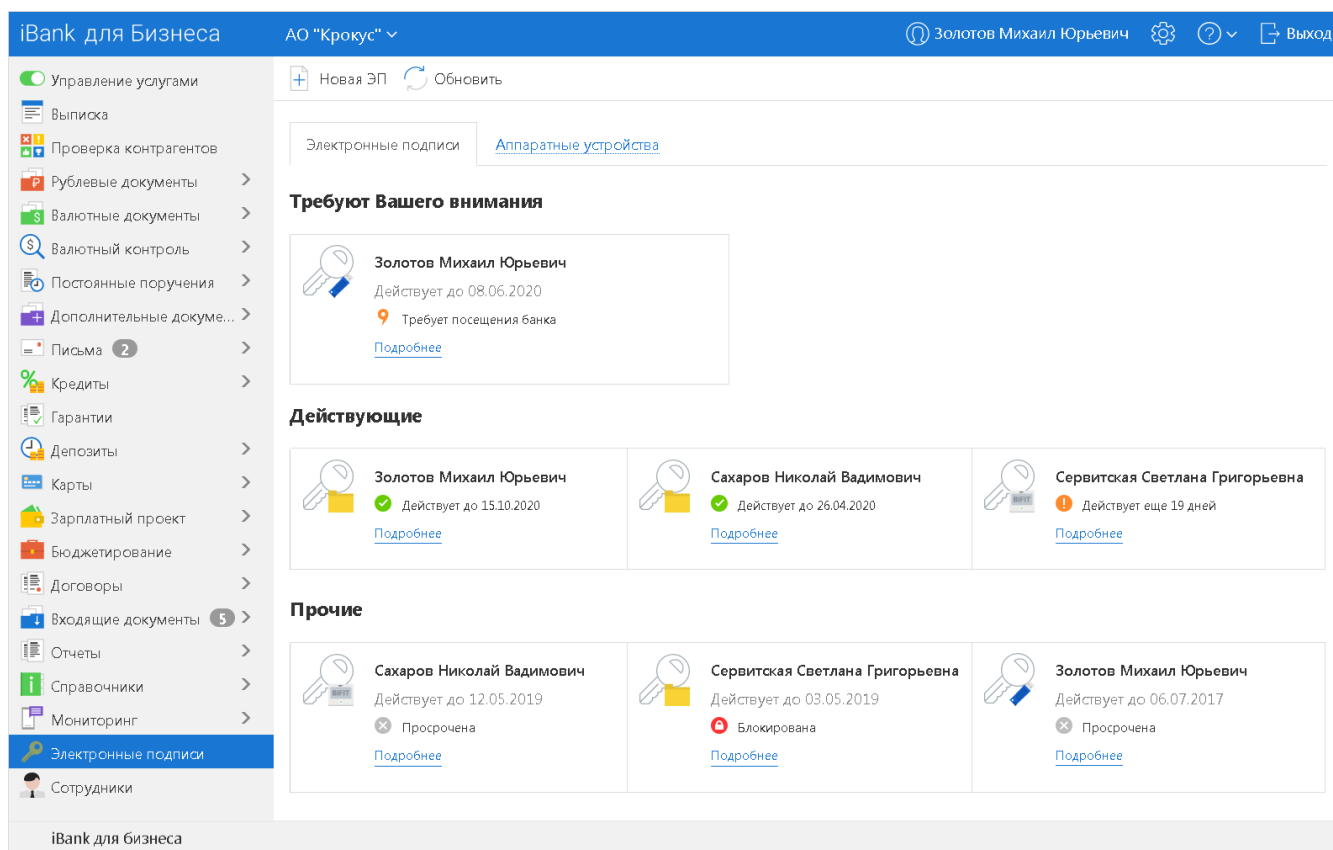 iBank для Бизнеса
АО "Крокус"
Золотов Михаил Юрьевич
Выход
Управление услугами
Выписка
Проверка контрагентов
Рублевые документы
Валютные документы
Валютный контроль
Постоянные поручения
Дополнительные докуме...
Письма 2
Кредиты
Гарантии
Депозиты
Карты
Зарплатный проект
Бюджетирование
Договоры
Входящие документы 5
Отчеты
Справочники
Мониторинг
Электронные подписи
Сотрудники
Новая ЭП
Обновить
Электронные подписи
Аппаратные устройства
Требуют Вашего внимания
Золотов Михаил Юрьевич
Действует до 08.06.2020
Требует посещения банка
Подробнее
Действующие
Золотов Михаил Юрьевич
Действует до 15.10.2020
Подробнее
Сахаров Николай Вадимович
Действует до 26.04.2020
Подробнее
BIFIT
Сервитская Светлана Григорьевна
Действует еще 19 дней
Подробнее
Прочие
BIFIT
Сахаров Николай Вадимович
Действует до 12.05.2019
Просрочена
Подробнее
Сервитская Светлана Григорьевна
Действует до 03.05.2019
Блокирована
Подробнее
Золотов Михаил Юрьевич
Действует до 06.07.2017
Просрочена
Подробнее
iBank для бизнеса